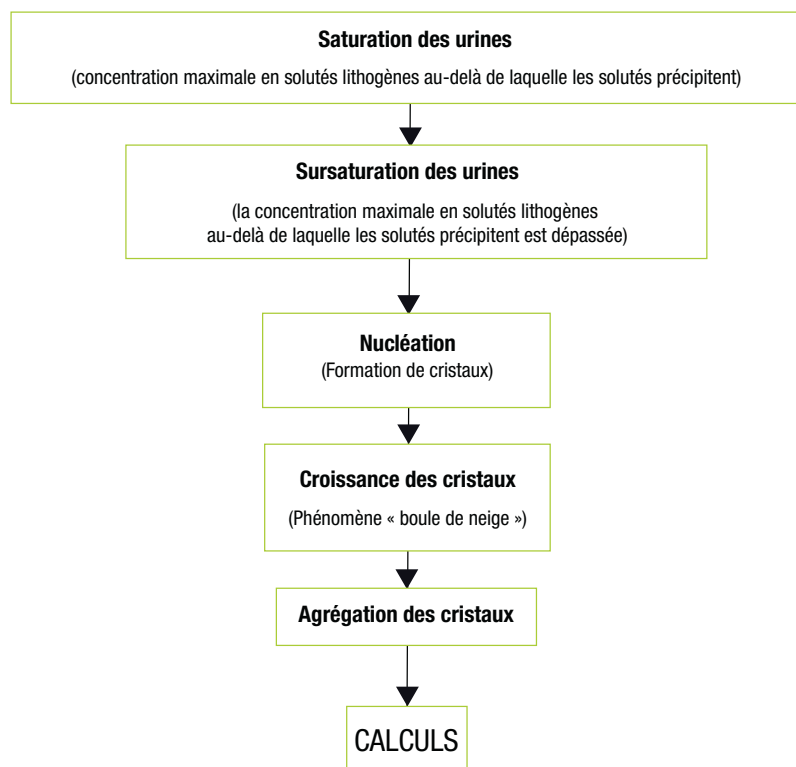 Saturation des urines
(concentration maximale en solutés lithogènes au-delà de laquelle les solutés précipitent)
Sursaturation des urines
(la concentration maximale en solutés lithogènes
au-delà de laquelle les solutés précipitent est dépassée)
Nucléation
(Formation de cristaux)
Croissance des cristaux
(Phénomène « boule de neige »)
Agrégation des cristaux
CALCULS